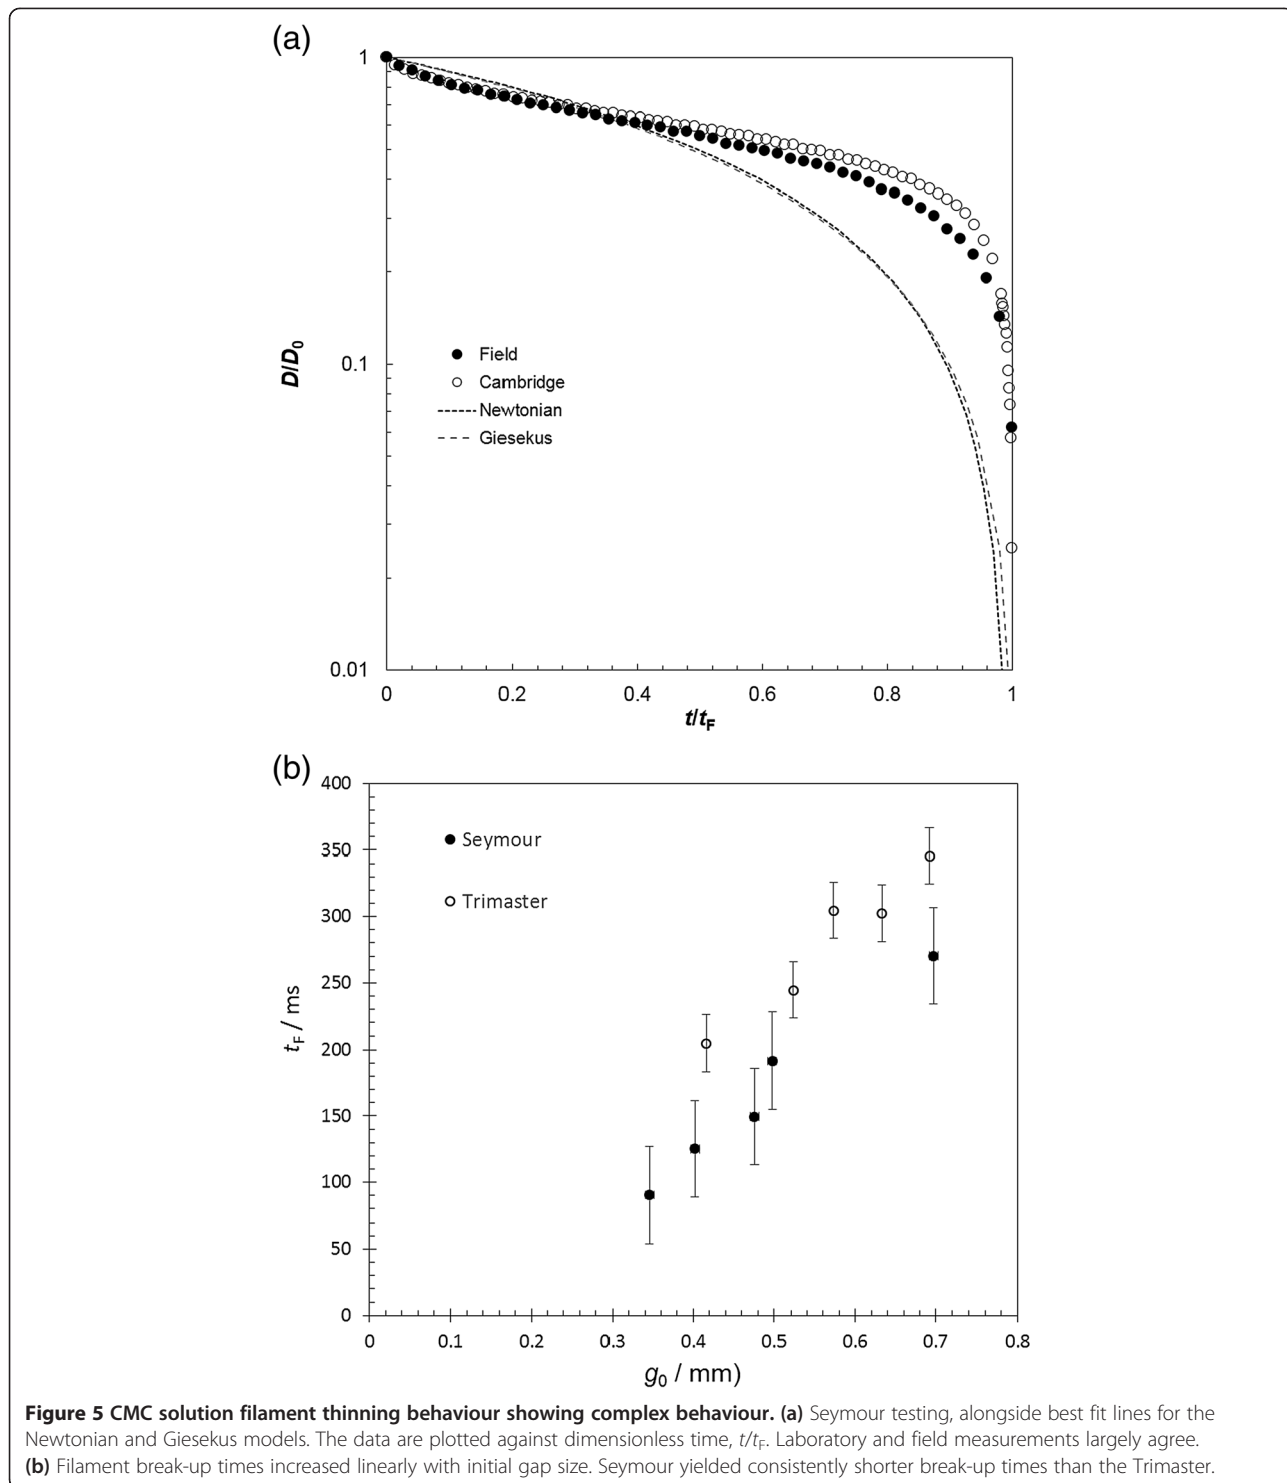 (a)
1
0.1
0.01
D/D0
Field
Cambridge
Newtonian
Giesekus
0 0.2 0.4 0.6 0.8 1
t/tF
(b)
400
350
300
250
200
150
100
50
0
tF / ms
Seymour
Trimaster
0 0.1 0.2 0.3 0.4 0.5 0.6 0.7 0.8
g0 / mm)
Figure 5 CMC solution filament thinning behaviour showing complex behaviour. (a) Seymour testing, alongside best fit lines for the
Newtonian and Giesekus models. The data are plotted against dimensionless time, t/tF. Laboratory and field measurements largely agree.
(b) Filament break-up times increased linearly with initial gap size. Seymour yielded consistently shorter break-up times than the Trimaster.